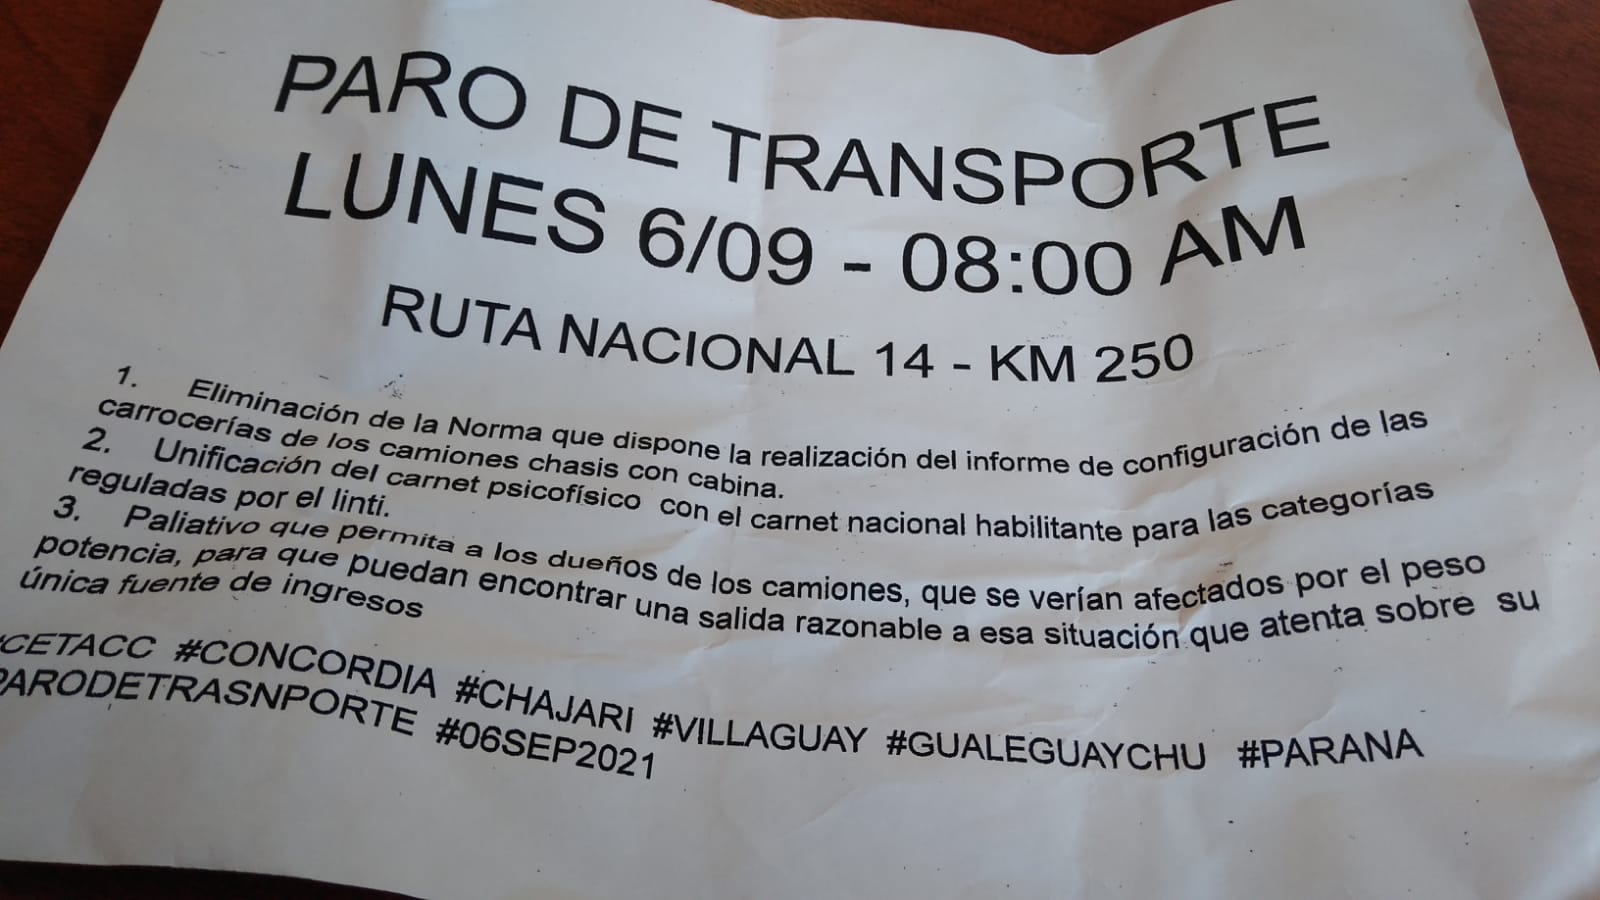 PARO DE TRANSPORTE
LUNES 6/09 - 08:00 AM
RUTA NACIONAL 14 - KM 250
1. Eliminación de la Norma que dispone la realización del informe de configuración de las
carrocerías de los camiones chasis con cabina.
2. Unificación del carnet psicofísico con el carnet nacional habilitante para las categorías
reguladas por el linti.
3. Paliativo que permita a los dueños de los camiones, que se verían afectados por el peso
potencia, para que puedan encontrar una salida razonable a esa situación que atenta sobre su
única fuente de ingresos
#CETACC #CONCORDIA #CHAJARI #VILLAGUAY #GUALEGUAYCHU #PARANA
PARODETRASNPORTE #06SEP2021